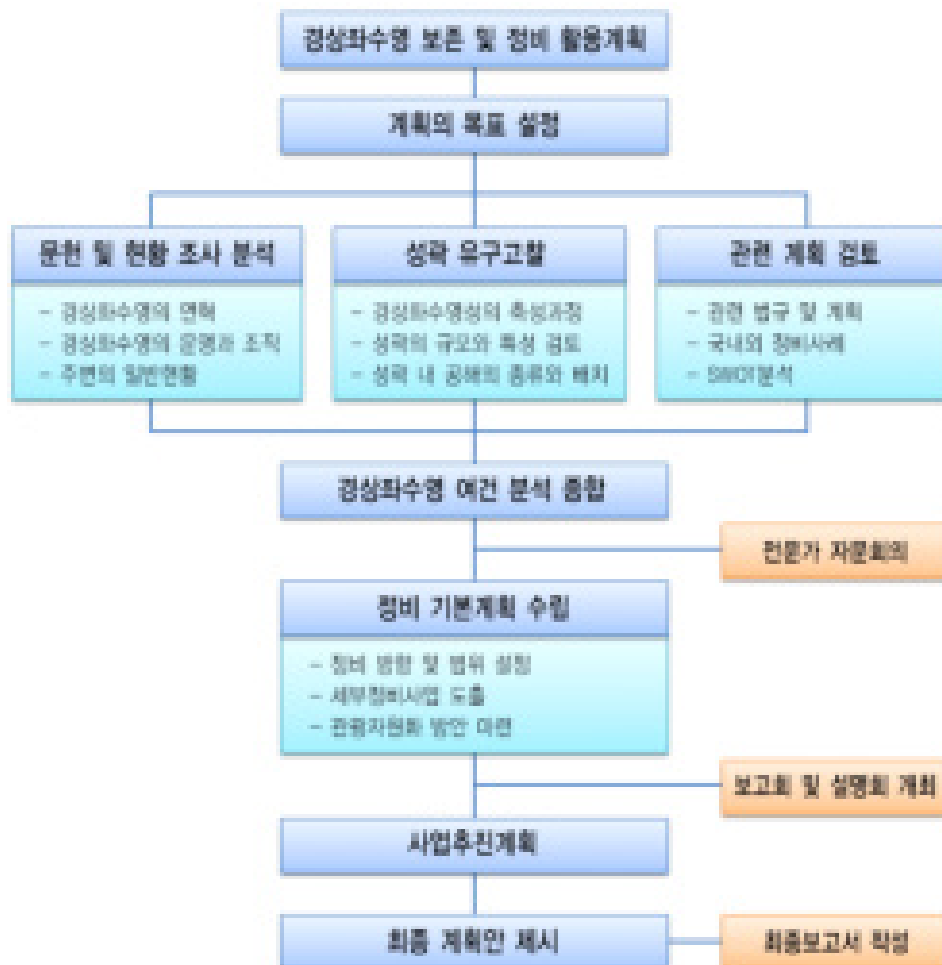 경상좌수영 보존 및 정비 활용계획
계획의 목표 설정
문헌 및 현황 조사 분석
- 경상좌수영의 연혁
- 경상좌수영의 운영과 조직
- 주변의 일반현황
성곽 유구고찰
- 경상좌수영성의 축성과정
- 성곽의 규모와 특성 검토
- 성곽 내 공해의 종류와 배치
관련 계획 검토
- 관련 법규 및 계획
- 국내외 정비사례
- SWOT분석
경상좌수영 여건 분석 종합
전문가 자문회의
정비 기본계획 수립
- 정비 방향 및 범위 설정
- 세부정비사업 도출
- 관광자원화 방안 마련
보고회 및 설명회 개최
사업추진계획
최종 계획안 제시
최종보고서 작성